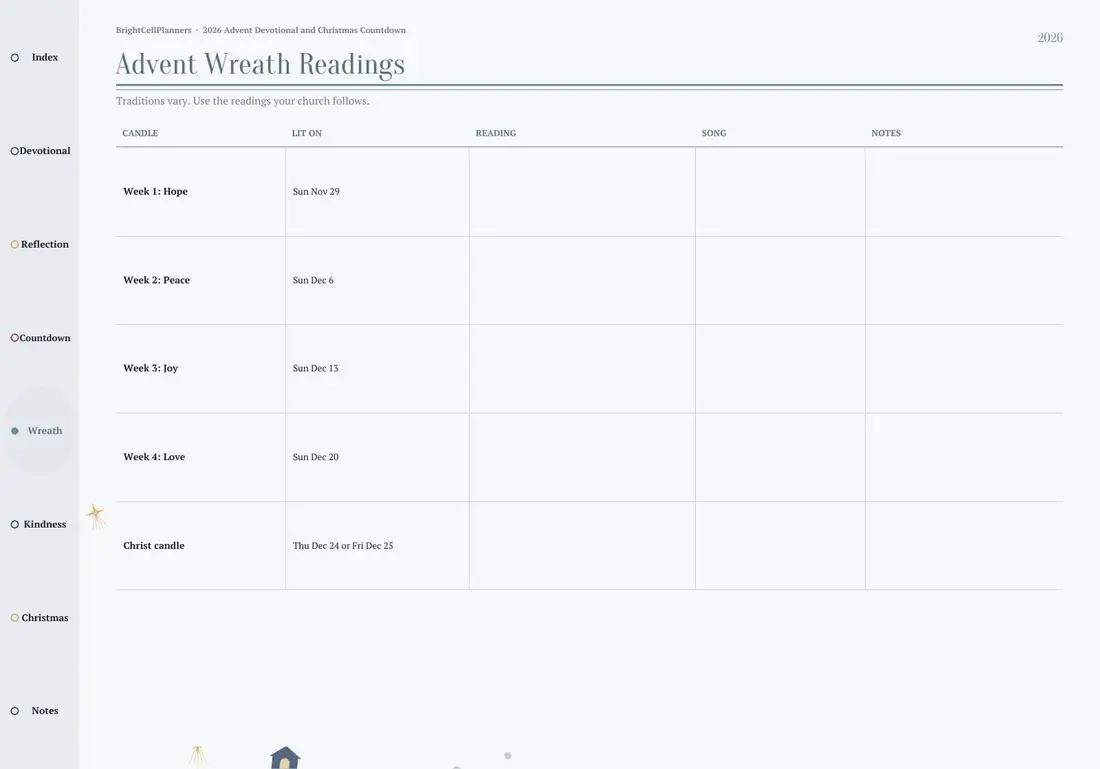 BrightCellPlanners · 2026 Advent Devotional and Christmas Countdown
2026
Advent Wreath Readings
Traditions vary. Use the readings your church follows.
CANDLE LIT ON READING SONG NOTES
Week 1: Hope Sun Nov 29
Week 2: Peace Sun Dec 6
Week 3: Joy Sun Dec 13
Week 4: Love Sun Dec 20
Christ candle Thu Dec 24 or Fri Dec 25
Index
Devotional
Reflection
Countdown
Wreath
Kindness
Christmas
Notes